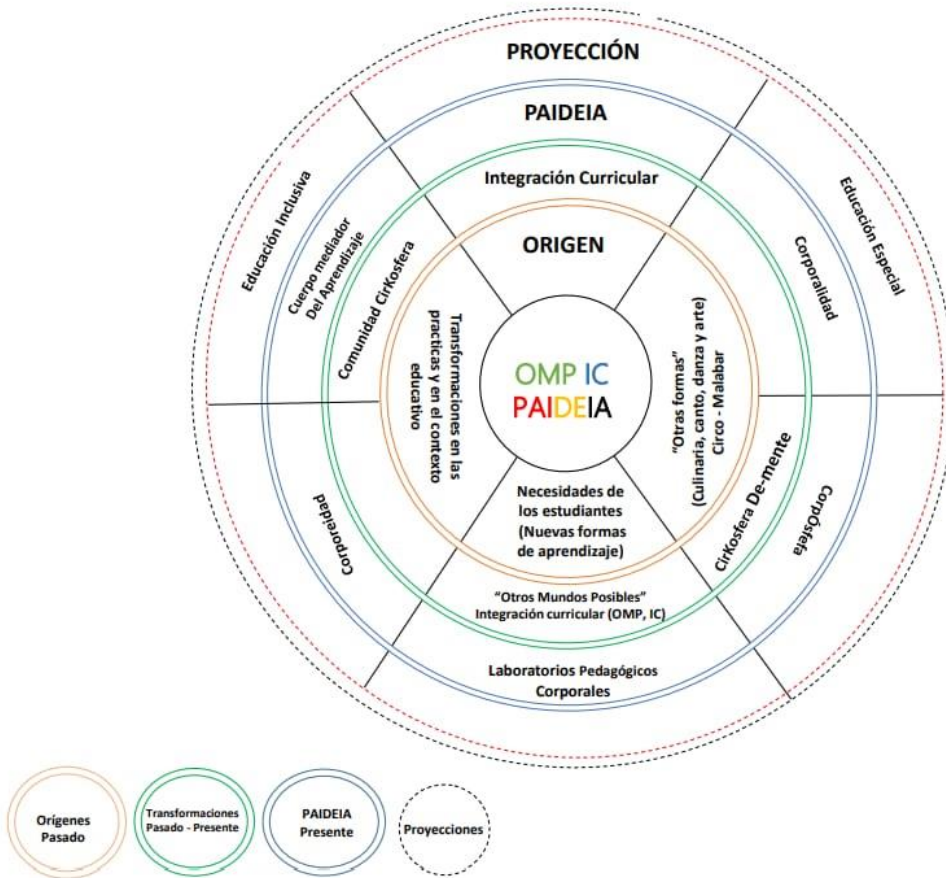 PROYECCIÓN
PAIDEIA
Integración Curricular
ORIGEN
Educación Inclusiva
Cuerpo mediador
Del Aprendizaje
Comunidad CirKosfera
Transformaciones en las
practicas y en el contexto
educativo
OMP IC
PAIDEIA
"Otras formas"
(Culinaria, canto, danza y arte)
Circo - Malabar
Corporalidad
Educación Especial
Corporeidad
Necesidades de
los estudiantes
(Nuevas formas
de aprendizaje)
CirKosfera De-mente
CorpÓsfefa
"Otros Mundos Posibles"
Integración curricular (OMP, IC)
Laboratorios Pedagógicos
Corporales
Orígenes
Pasado
Transformaciones
Pasado - Presente
PAIDEIA
Presente
Proyecciones